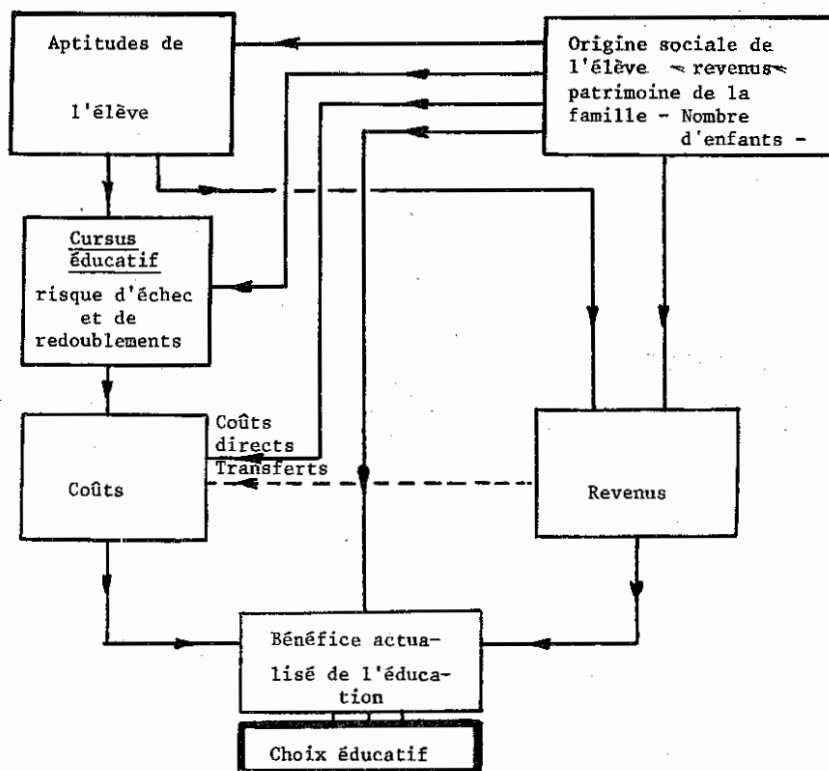 Aptitudes de
l'élève
Origine sociale de
l'élève - revenus-
patrimoine de la
famille - Nombre
d'enfants -
Cursus
éducatif
risque d'échec
et de
redoublements
Coûts
directs
Transferts
Coûts
Revenus
Bénéfice actua-
lisé de l'éduca-
tion
Choix éducatif